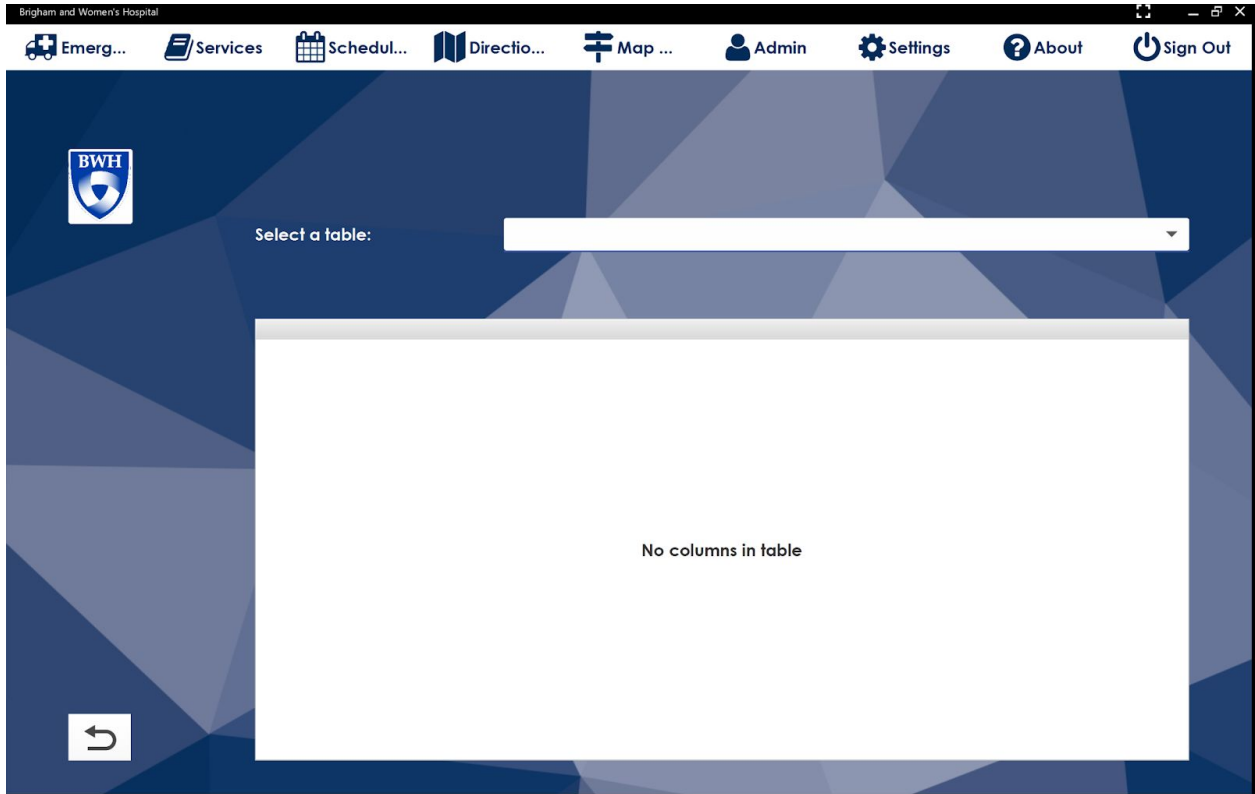 Brigham and Women's Hospital
Emerg... Services Schedul... Directio... Map ... Admin Settings About Sign Out
BWH
Select a table:
No columns in table